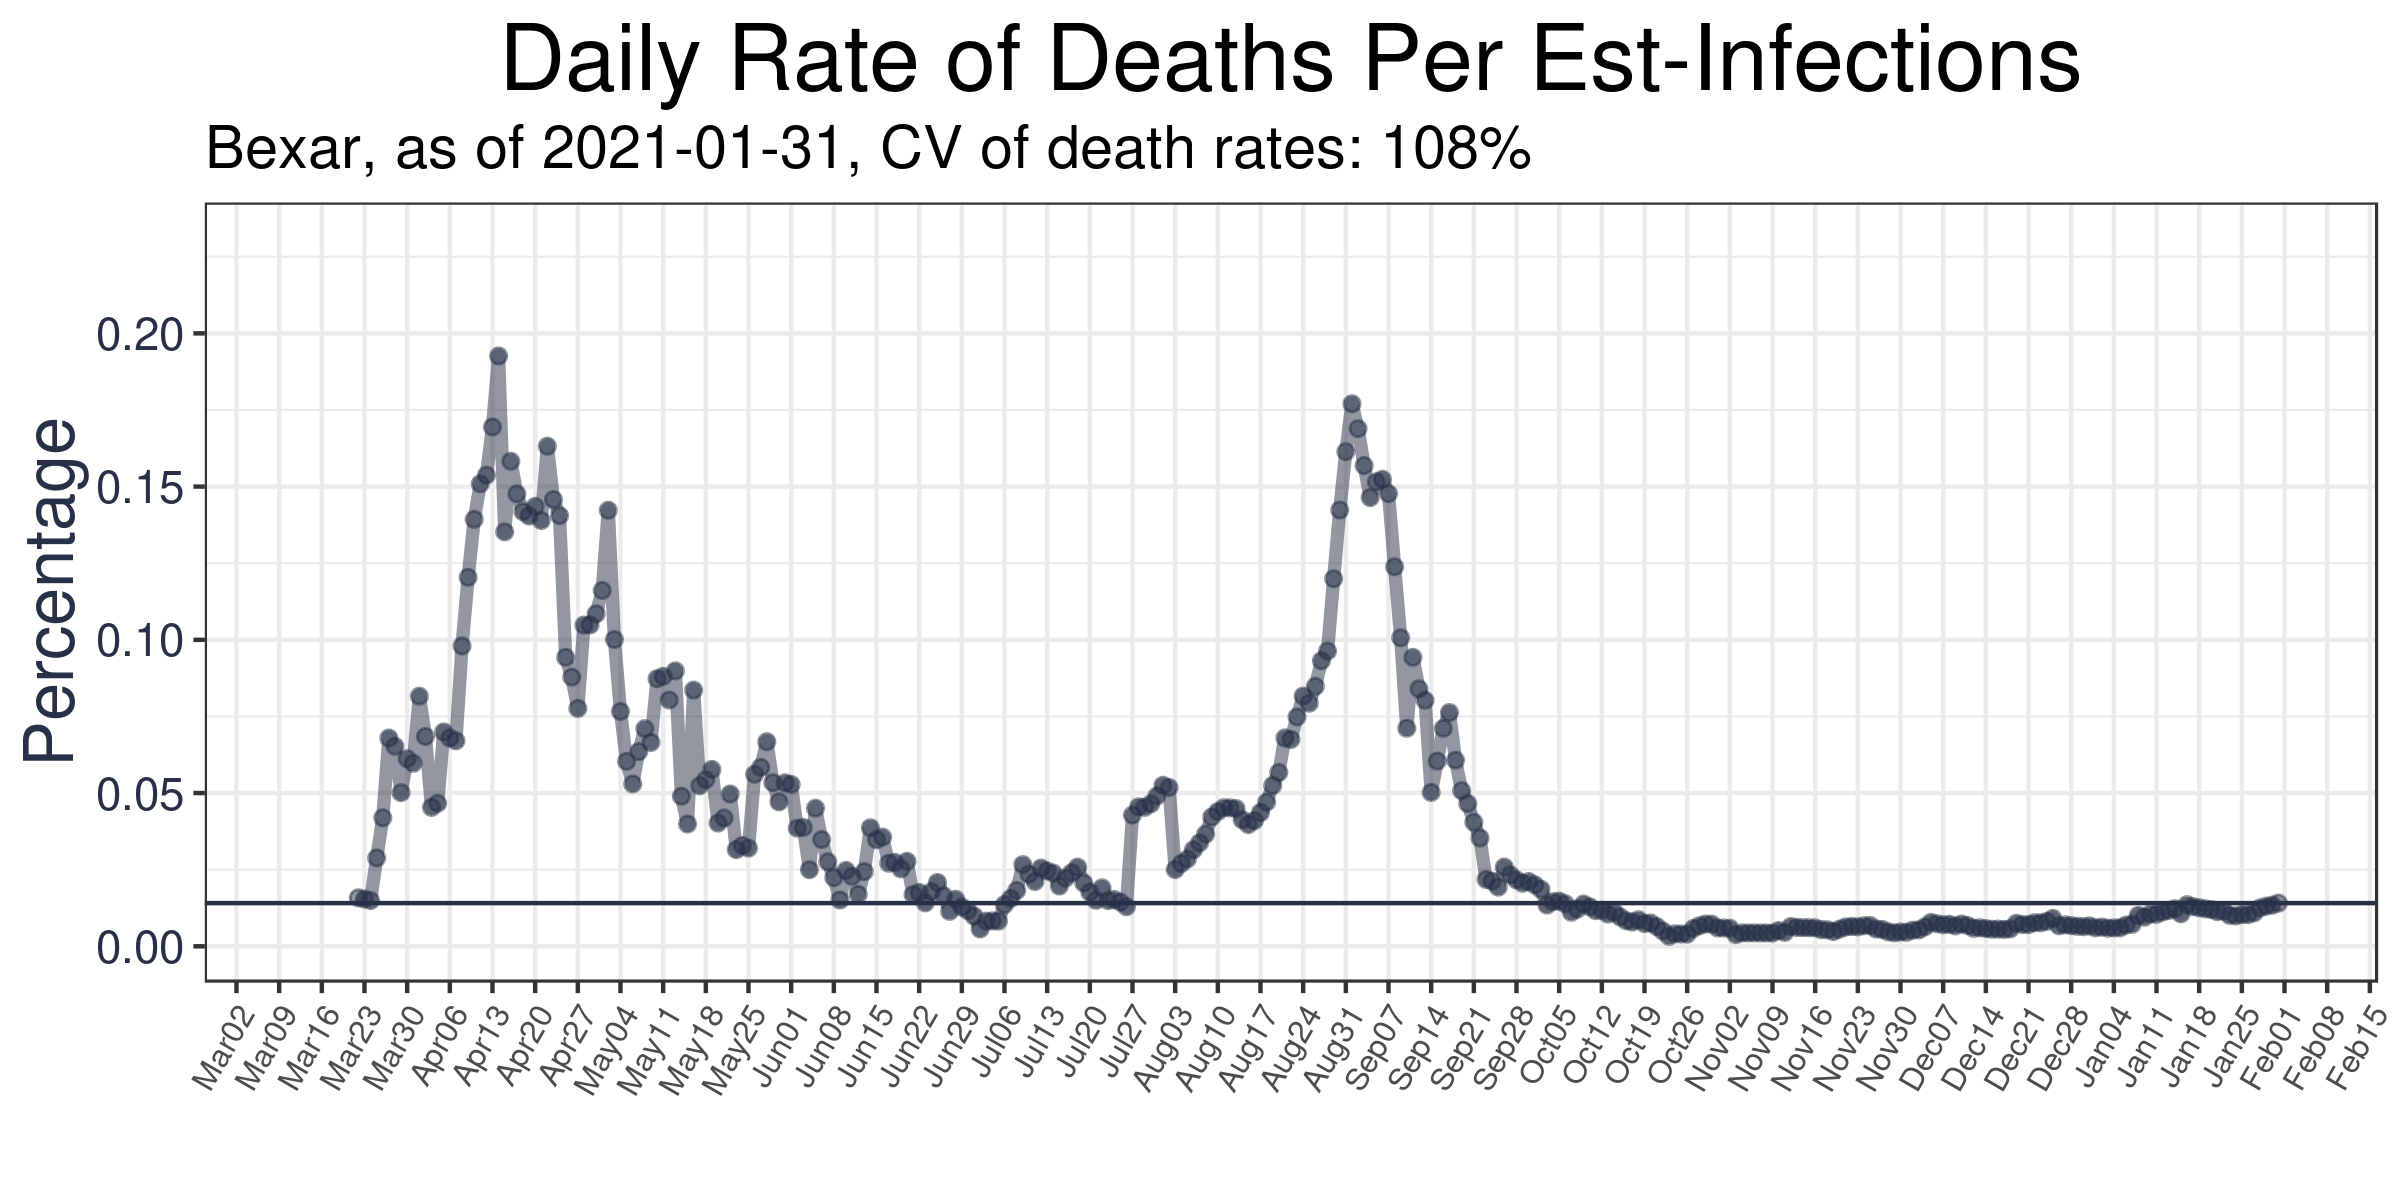 Daily Rate of Deaths Per Est-Infections
Bexar, as of 2021-01-31, CV of death rates: 108%
Percentage
0.20
0.15
0.10
0.05
0.00
Mar02
Mar09
Mar16
Mar23
Mar30
Apr06
Apr13
Apr20
Apr27
May04
May11
May18
May25
Jun01
Jun08
Jun15
Jun22
Jun29
Jul06
Jul13
Jul20
Jul27
Aug03
Aug10
Aug17
Aug24
Aug31
Sep07
Sep14
Sep21
Sep28
Oct05
Oct12
Oct19
Oct26
Nov02
Nov09
Nov16
Nov23
Nov30
Dec07
Dec14
Dec21
Dec28
Jan04
Jan11
Jan18
Jan25
Feb01
Feb08
Feb15